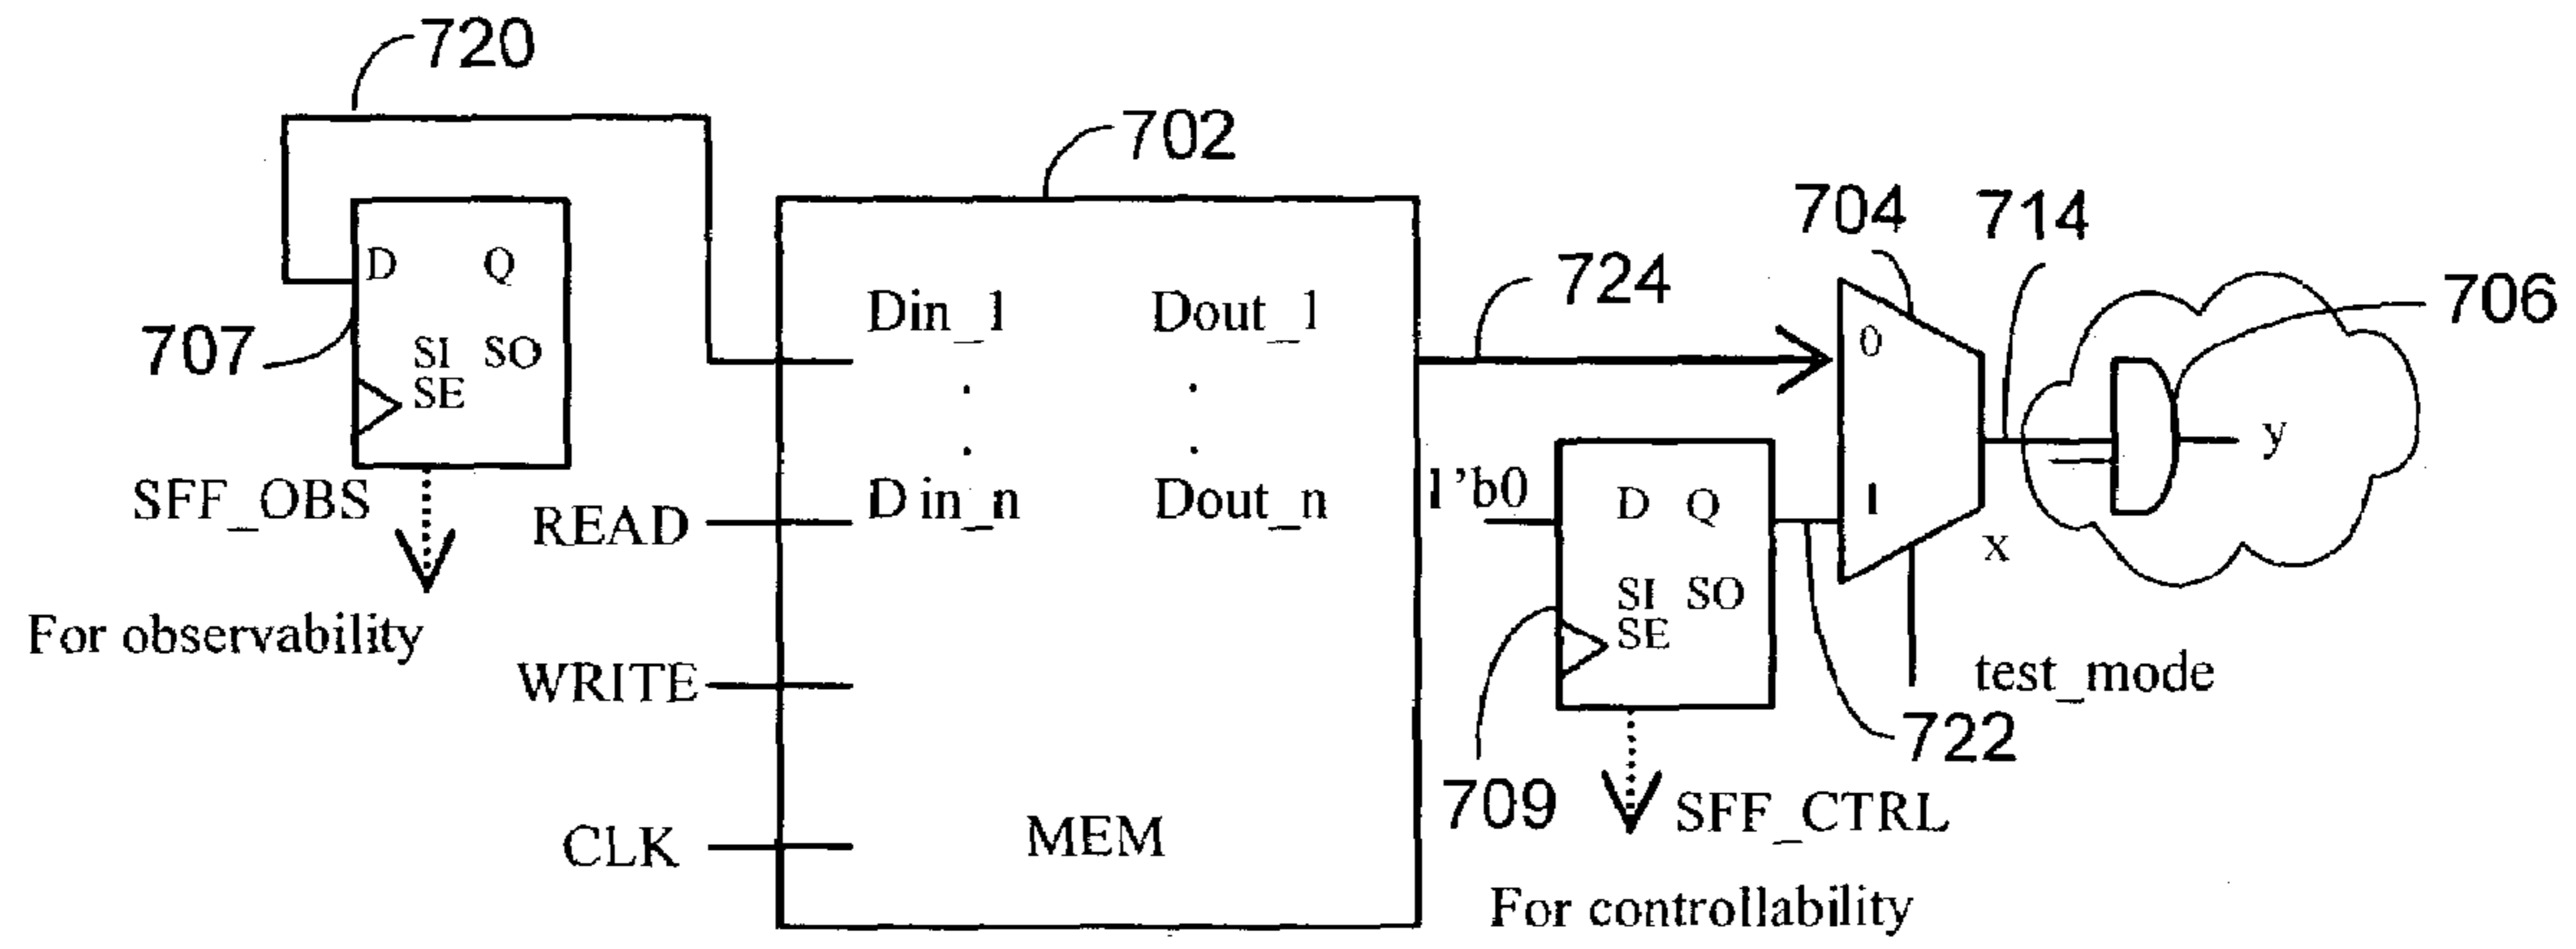 720
702
704
714
706
D Q
724
Din_1 Dout_1
707
0
SI SO
SE
.
.
.
.
y
SFF_OBS
READ
Din_n Dout_n
1'b0
D Q
1
x
SI SO
SE
For observability
WRITE
test_mode
722
709
SFF_CTRL
CLK
MEM
For controllability